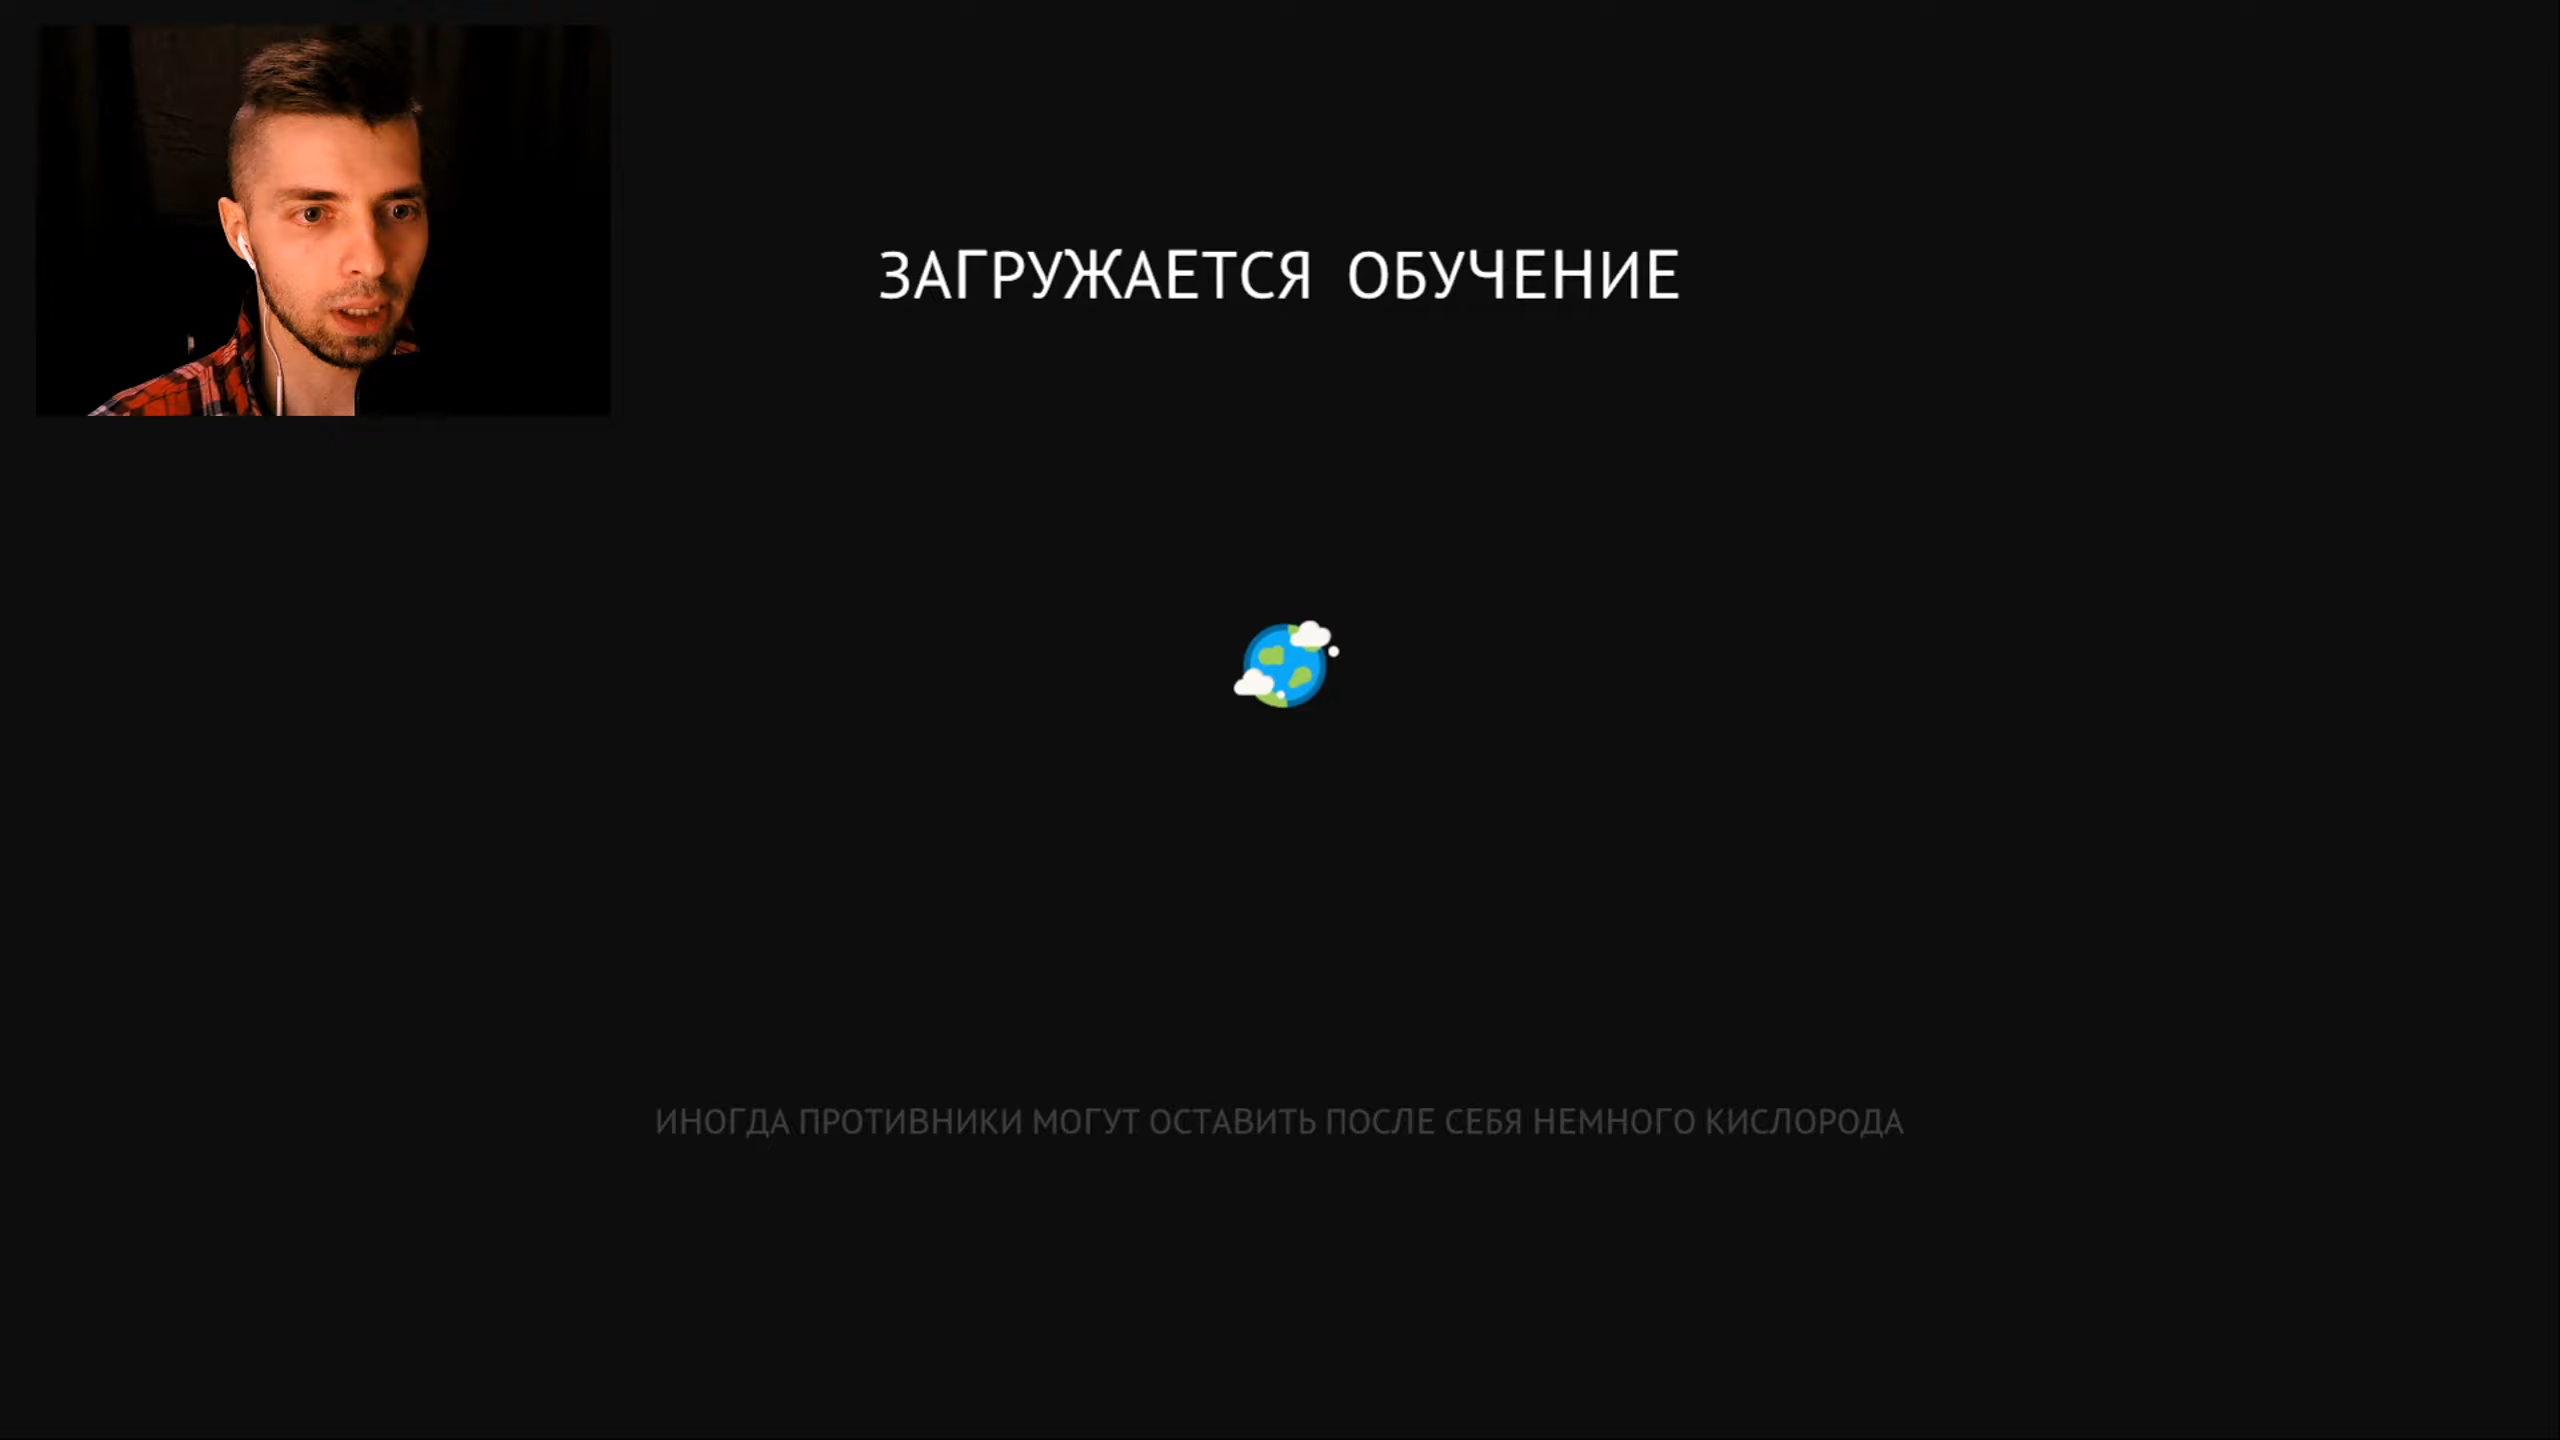 ЗАГРУЖАЕТСЯ ОБУЧЕНИЕ
ИНОГДА ПРОТИВНИКИ МОГУТ ОСТАВИТЬ ПОСЛЕ СЕБЯ НЕМНОГО КИСЛОРОДА